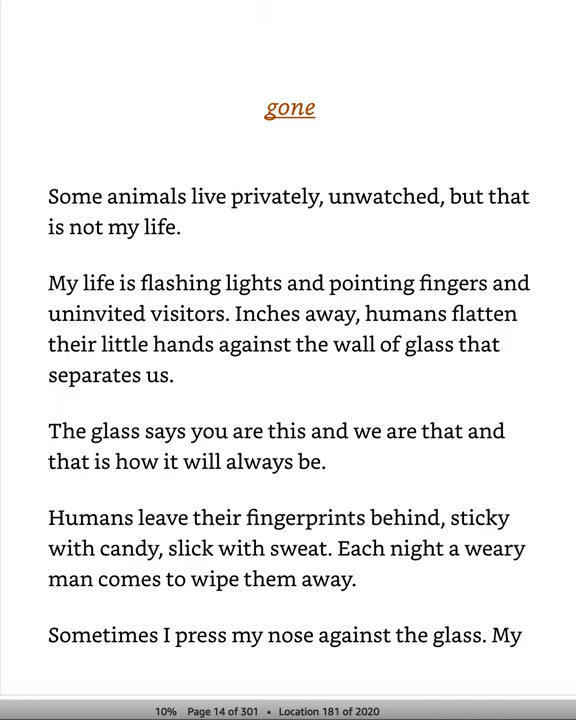 gone
Some animals live privately, unwatched, but that
is not my life.
My life is flashing lights and pointing fingers and
uninvited visitors. Inches away, humans flatten
their little hands against the wall of glass that
separates us.
The glass says you are this and we are that and
that is how it will always be.
Humans leave their fingerprints behind, sticky
with candy, slick with sweat. Each night a weary
man comes to wipe them away.
Sometimes I press my nose against the glass. My
10% Page 14 of 301 • Location 181 of 2020